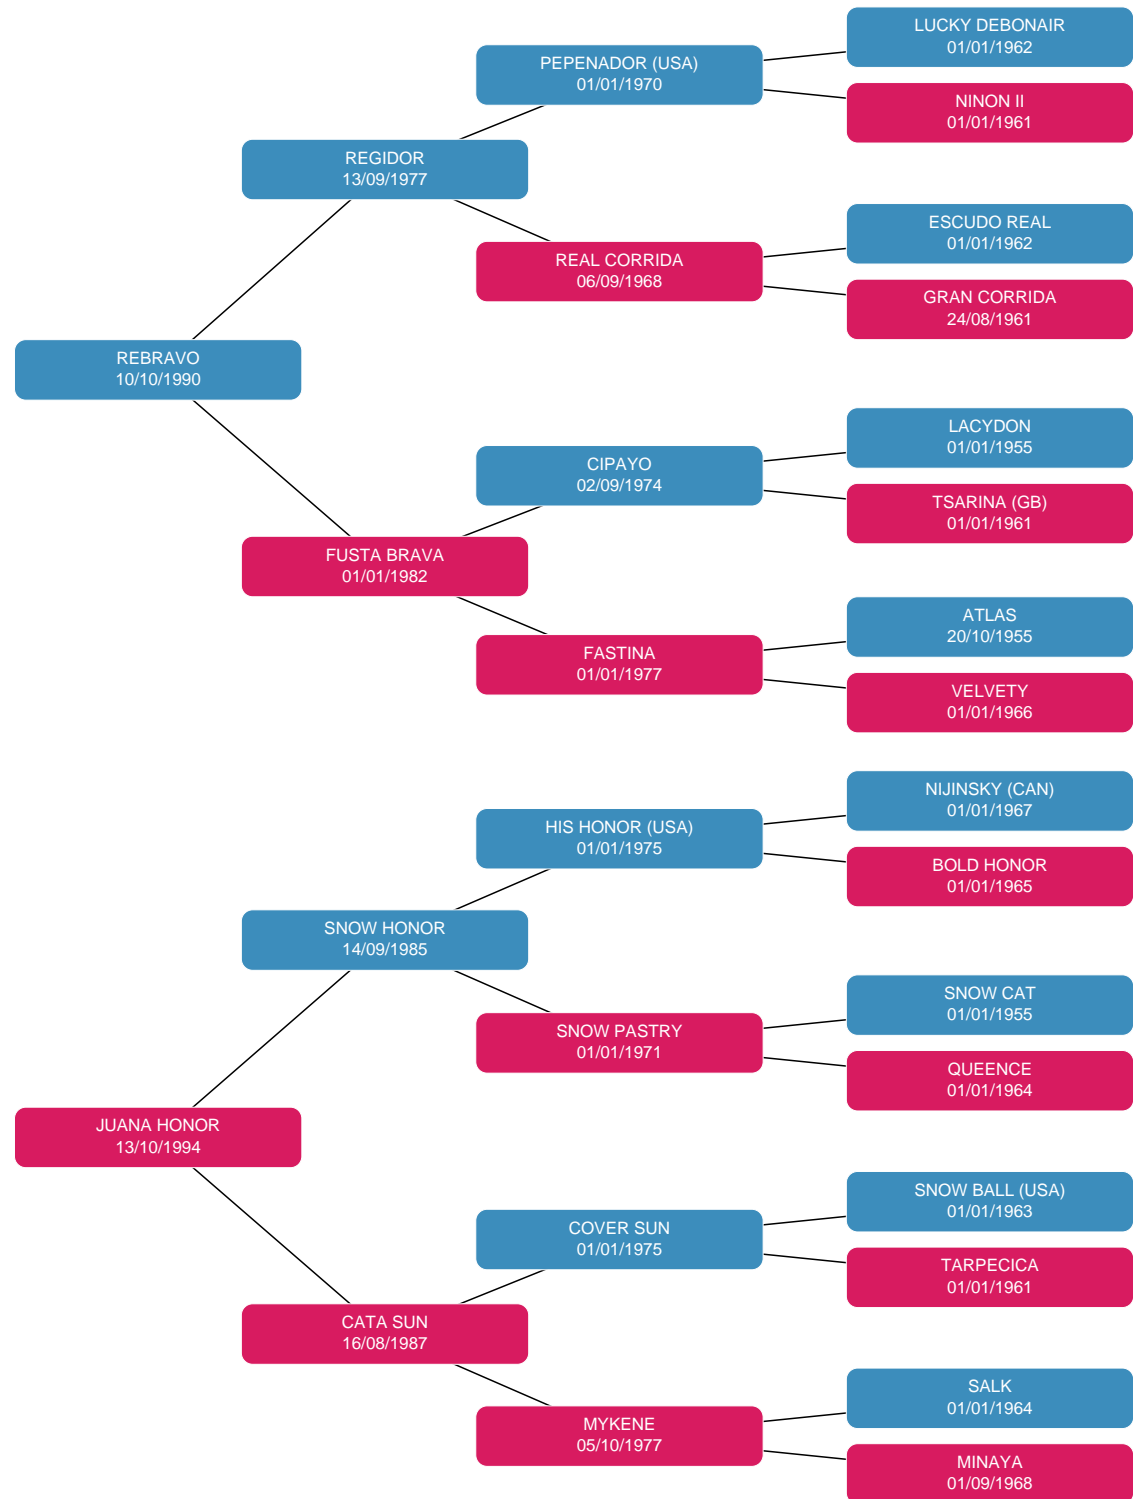 LUCKY DEBONAIR
01/01/1962
PEPENADOR (USA)
01/01/1970
NINON II
01/01/1961
REGIDOR
13/09/1977
ESCUDO REAL
01/01/1962
REAL CORRIDA
06/09/1968
GRAN CORRIDA
24/08/1961
REBRAVO
10/10/1990
LACYDON
01/01/1955
CIPAYO
02/09/1974
TSARINA (GB)
01/01/1961
FUSTA BRAVA
01/01/1982
ATLAS
20/10/1955
FASTINA
01/01/1977
VELVETY
01/01/1966
NIJINSKY (CAN)
01/01/1967
HIS HONOR (USA)
01/01/1975
BOLD HONOR
01/01/1965
SNOW HONOR
14/09/1985
SNOW CAT
01/01/1955
SNOW PASTRY
01/01/1971
QUEENCE
01/01/1964
JUANA HONOR
13/10/1994
SNOW BALL (USA)
01/01/1963
COVER SUN
01/01/1975
TARPECICA
01/01/1961
CATA SUN
16/08/1987
SALK
01/01/1964
MYKENE
05/10/1977
MINAYA
01/09/1968